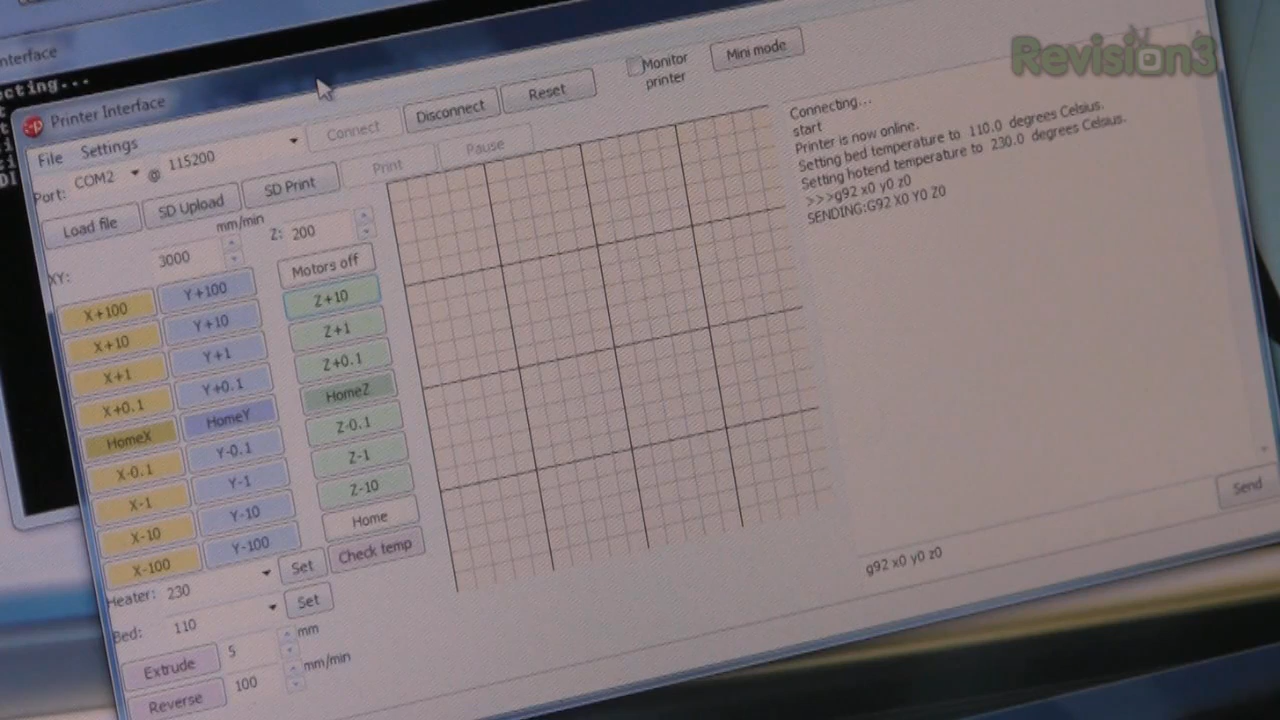 nterface
cting...
Printer Interface
File Settings
Port: COM2 @ 115200 Connect Disconnect Reset Monitor printer Mini mode
Load file SD Upload SD Print Print Pause
mm/min
XY: 3000 Z: 200
X+100 Y+100 Motors off
X+10 Y+10 Z+10
X+1 Y+1 Z+1
X+0.1 Y+0.1 Z+0.1
HomeX HomeY HomeZ
X-0.1 Y-0.1 Z-0.1
X-1 Y-1 Z-1
X-10 Y-10 Z-10
X-100 Y-100 Home
Heater: 230 Set Check temp
Bed: 110 Set
Extrude 5 mm
Reverse 100 mm/min
Connecting...
start
Printer is now online.
Setting bed temperature to 110.0 degrees Celsius.
Setting hotend temperature to 230.0 degrees Celsius.
>>>g92 x0 y0 z0
SENDING:G92 X0 Y0 Z0
g92 x0 y0 z0 Send
Revision3